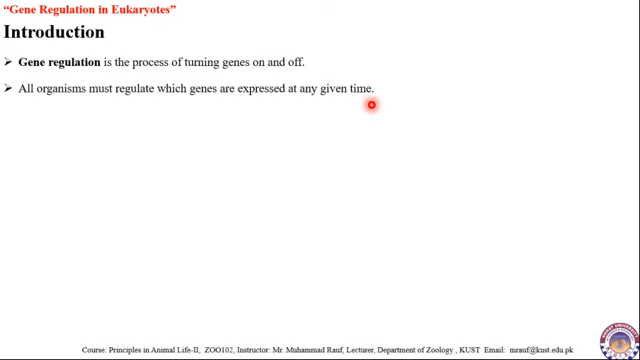 “Gene Regulation in Eukaryotes”
Introduction
➢ Gene regulation is the process of turning genes on and off.
➢ All organisms must regulate which genes are expressed at any given time.
Course: Principles in Animal Life-II, ZOO102, Instructor: Mr. Muhammad Rauf, Lecturer, Department of Zoology , KUST Email: mrauf@kust.edu.pk